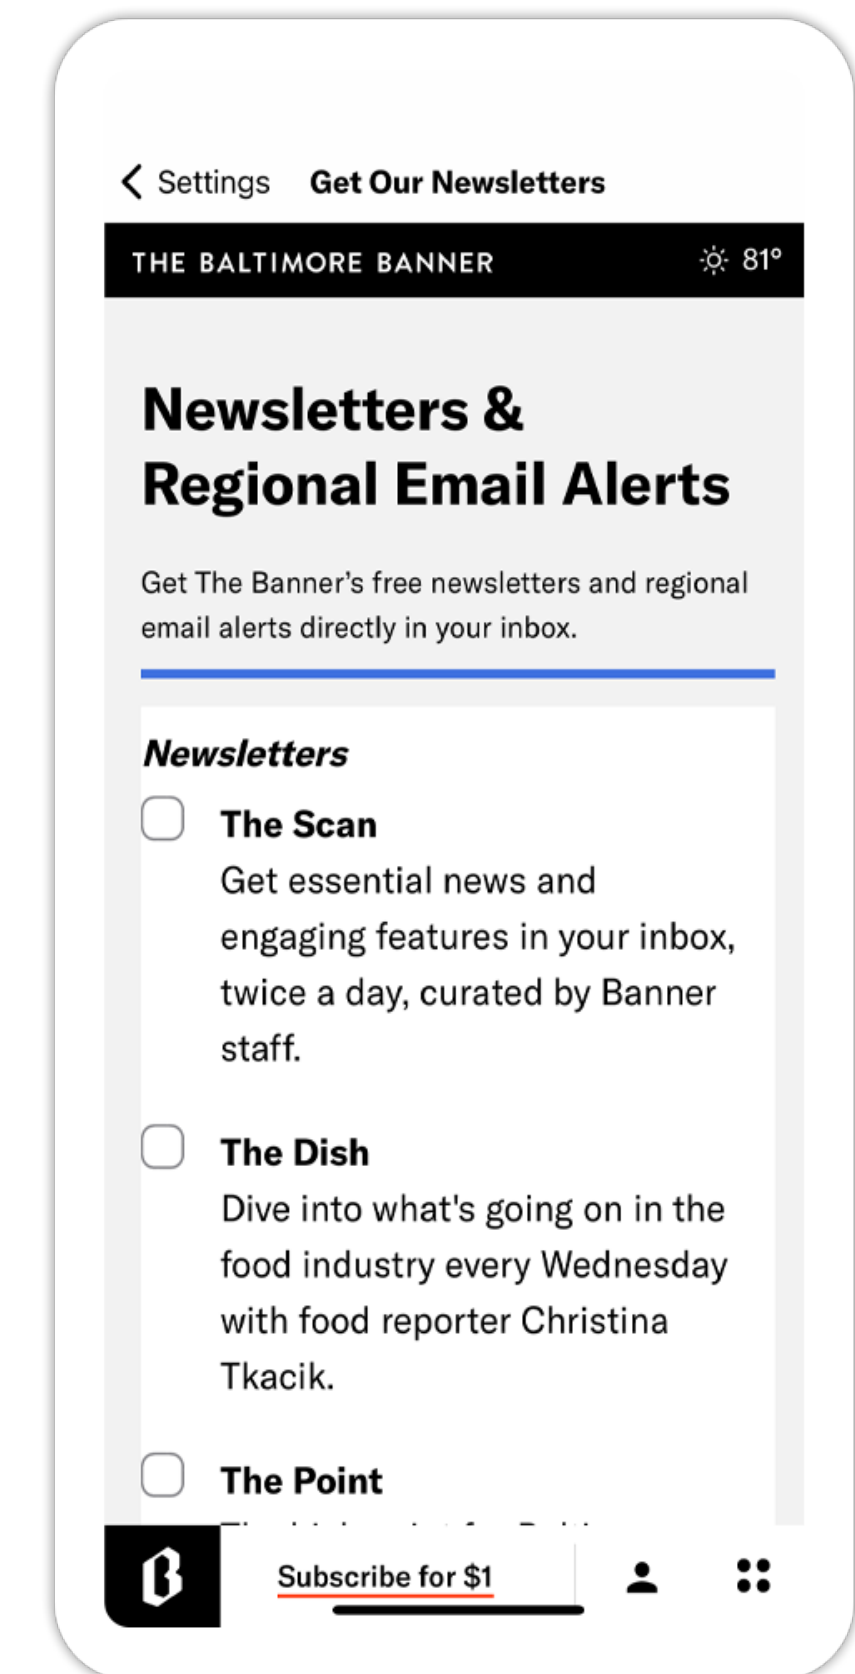 Settings Get Our Newsletters
THE BALTIMORE BANNER 81°
Newsletters &
Regional Email Alerts
Get The Banner’s free newsletters and regional
email alerts directly in your inbox.
Newsletters
The Scan
Get essential news and
engaging features in your inbox,
twice a day, curated by Banner
staff.
The Dish
Dive into what's going on in the
food industry every Wednesday
with food reporter Christina
Tkacik.
The Point
B Subscribe for $1